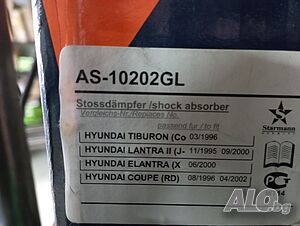 AS-10202GL
Stossdämpfer /shock absorber
Vergleichs-Nr./Replaces No.
passend fur / to fit
HYUNDAI TIBURON (Co 03/1996
HYUNDAI LANTRA II (J- 11/1995 09/2000
HYUNDAI ELANTRA (X 06/2000
HYUNDAI COUPE (RD) 08/1996 04/2002
Starmann
ALO.bg